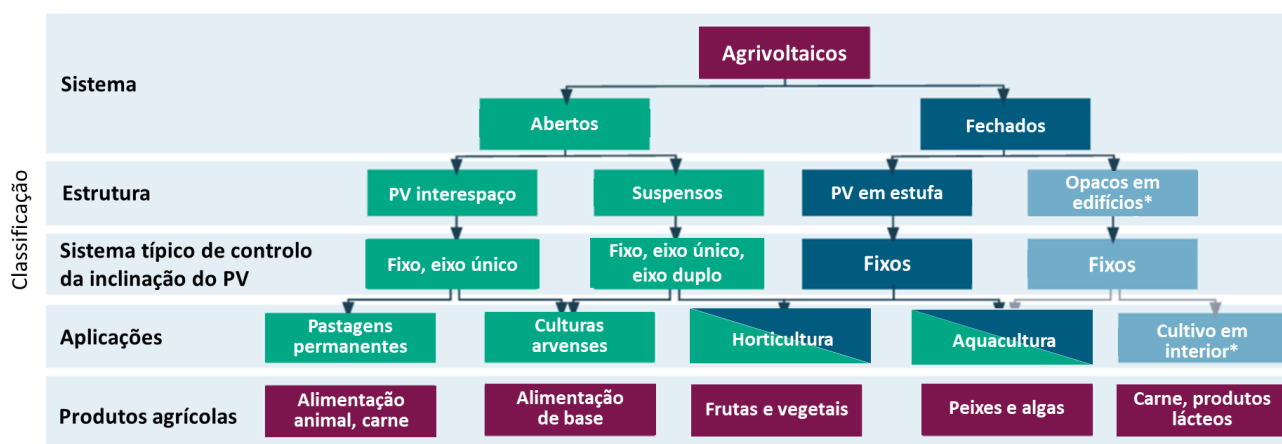 Classificação
Sistema
Agrivoltaicos
Abertos
Fechados
Estrutura
PV interespaço
Suspensos
PV em estufa
Opacos em
edifícios*
Sistema típico de controlo
da inclinação do PV
Fixo, eixo único
Fixo, eixo único,
eixo duplo
Fixos
Fixos
Aplicações
Pastagens
permanentes
Culturas
arvenses
Horticultura
Aquacultura
Cultivo em
interior*
Produtos agrícolas
Alimentação
animal, carne
Alimentação
de base
Frutas e vegetais
Peixes e algas
Carne, produtos
lácteos